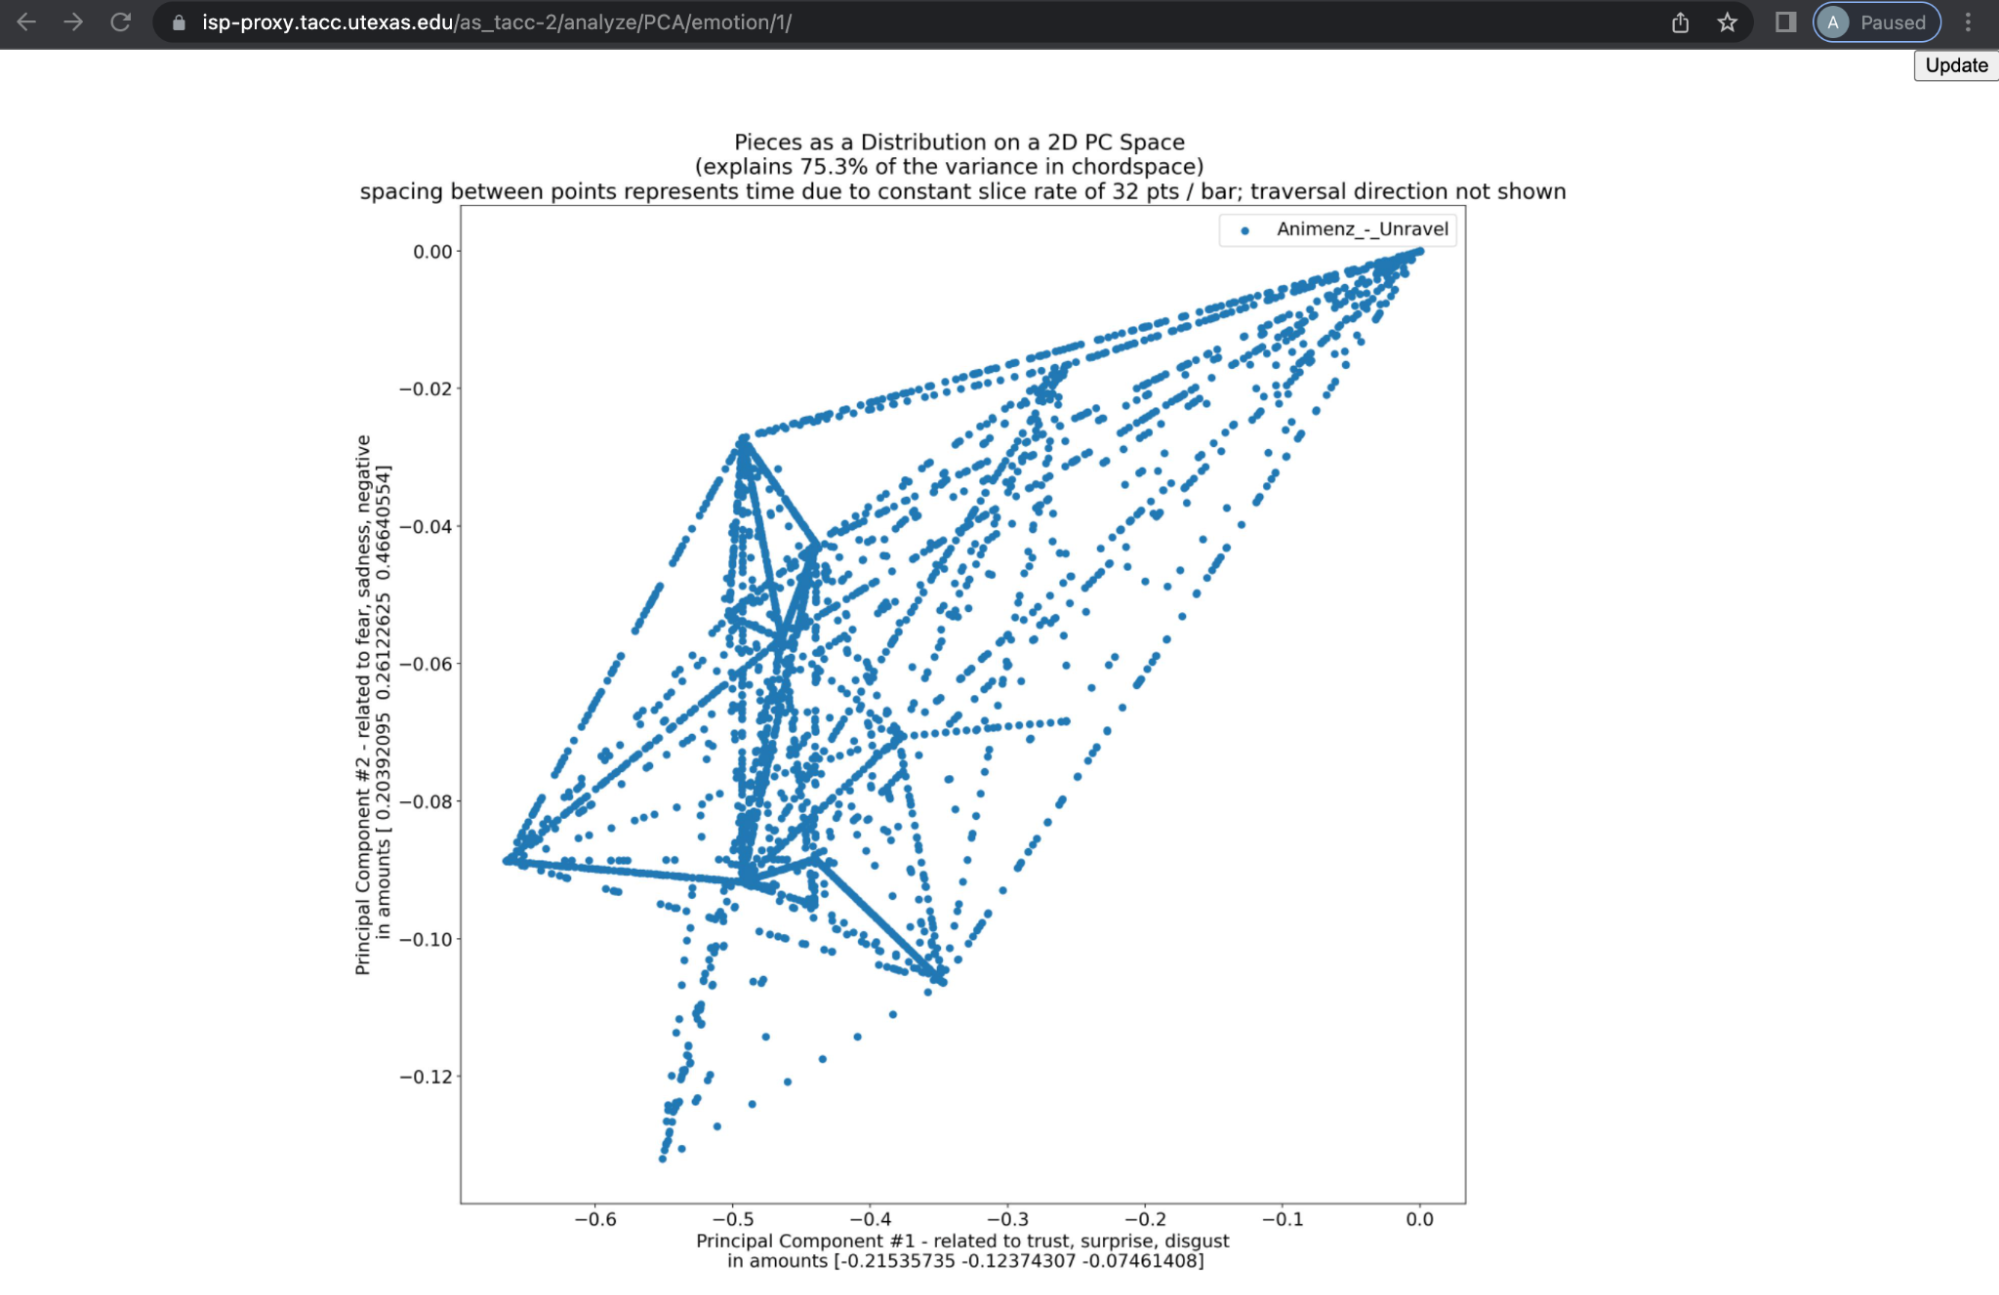 isp-proxy.tacc.utexas.edu/as_tacc-2/analyze/PCA/emotion/1/
A Paused
Update
Pieces as a Distribution on a 2D PC Space
(explains 75.3% of the variance in chordspace)
spacing between points represents time due to constant slice rate of 32 pts / bar; traversal direction not shown
Animenz_-_Unravel
0.00
−0.02
−0.04
−0.06
−0.08
−0.10
−0.12
Principal Component #2 - related to fear, sadness, negative
in amounts [ 0.20392095  0.26122625  0.46640554]
−0.6 −0.5 −0.4 −0.3 −0.2 −0.1 0.0
Principal Component #1 - related to trust, surprise, disgust
in amounts [-0.21535735 -0.12374307 -0.07461408]